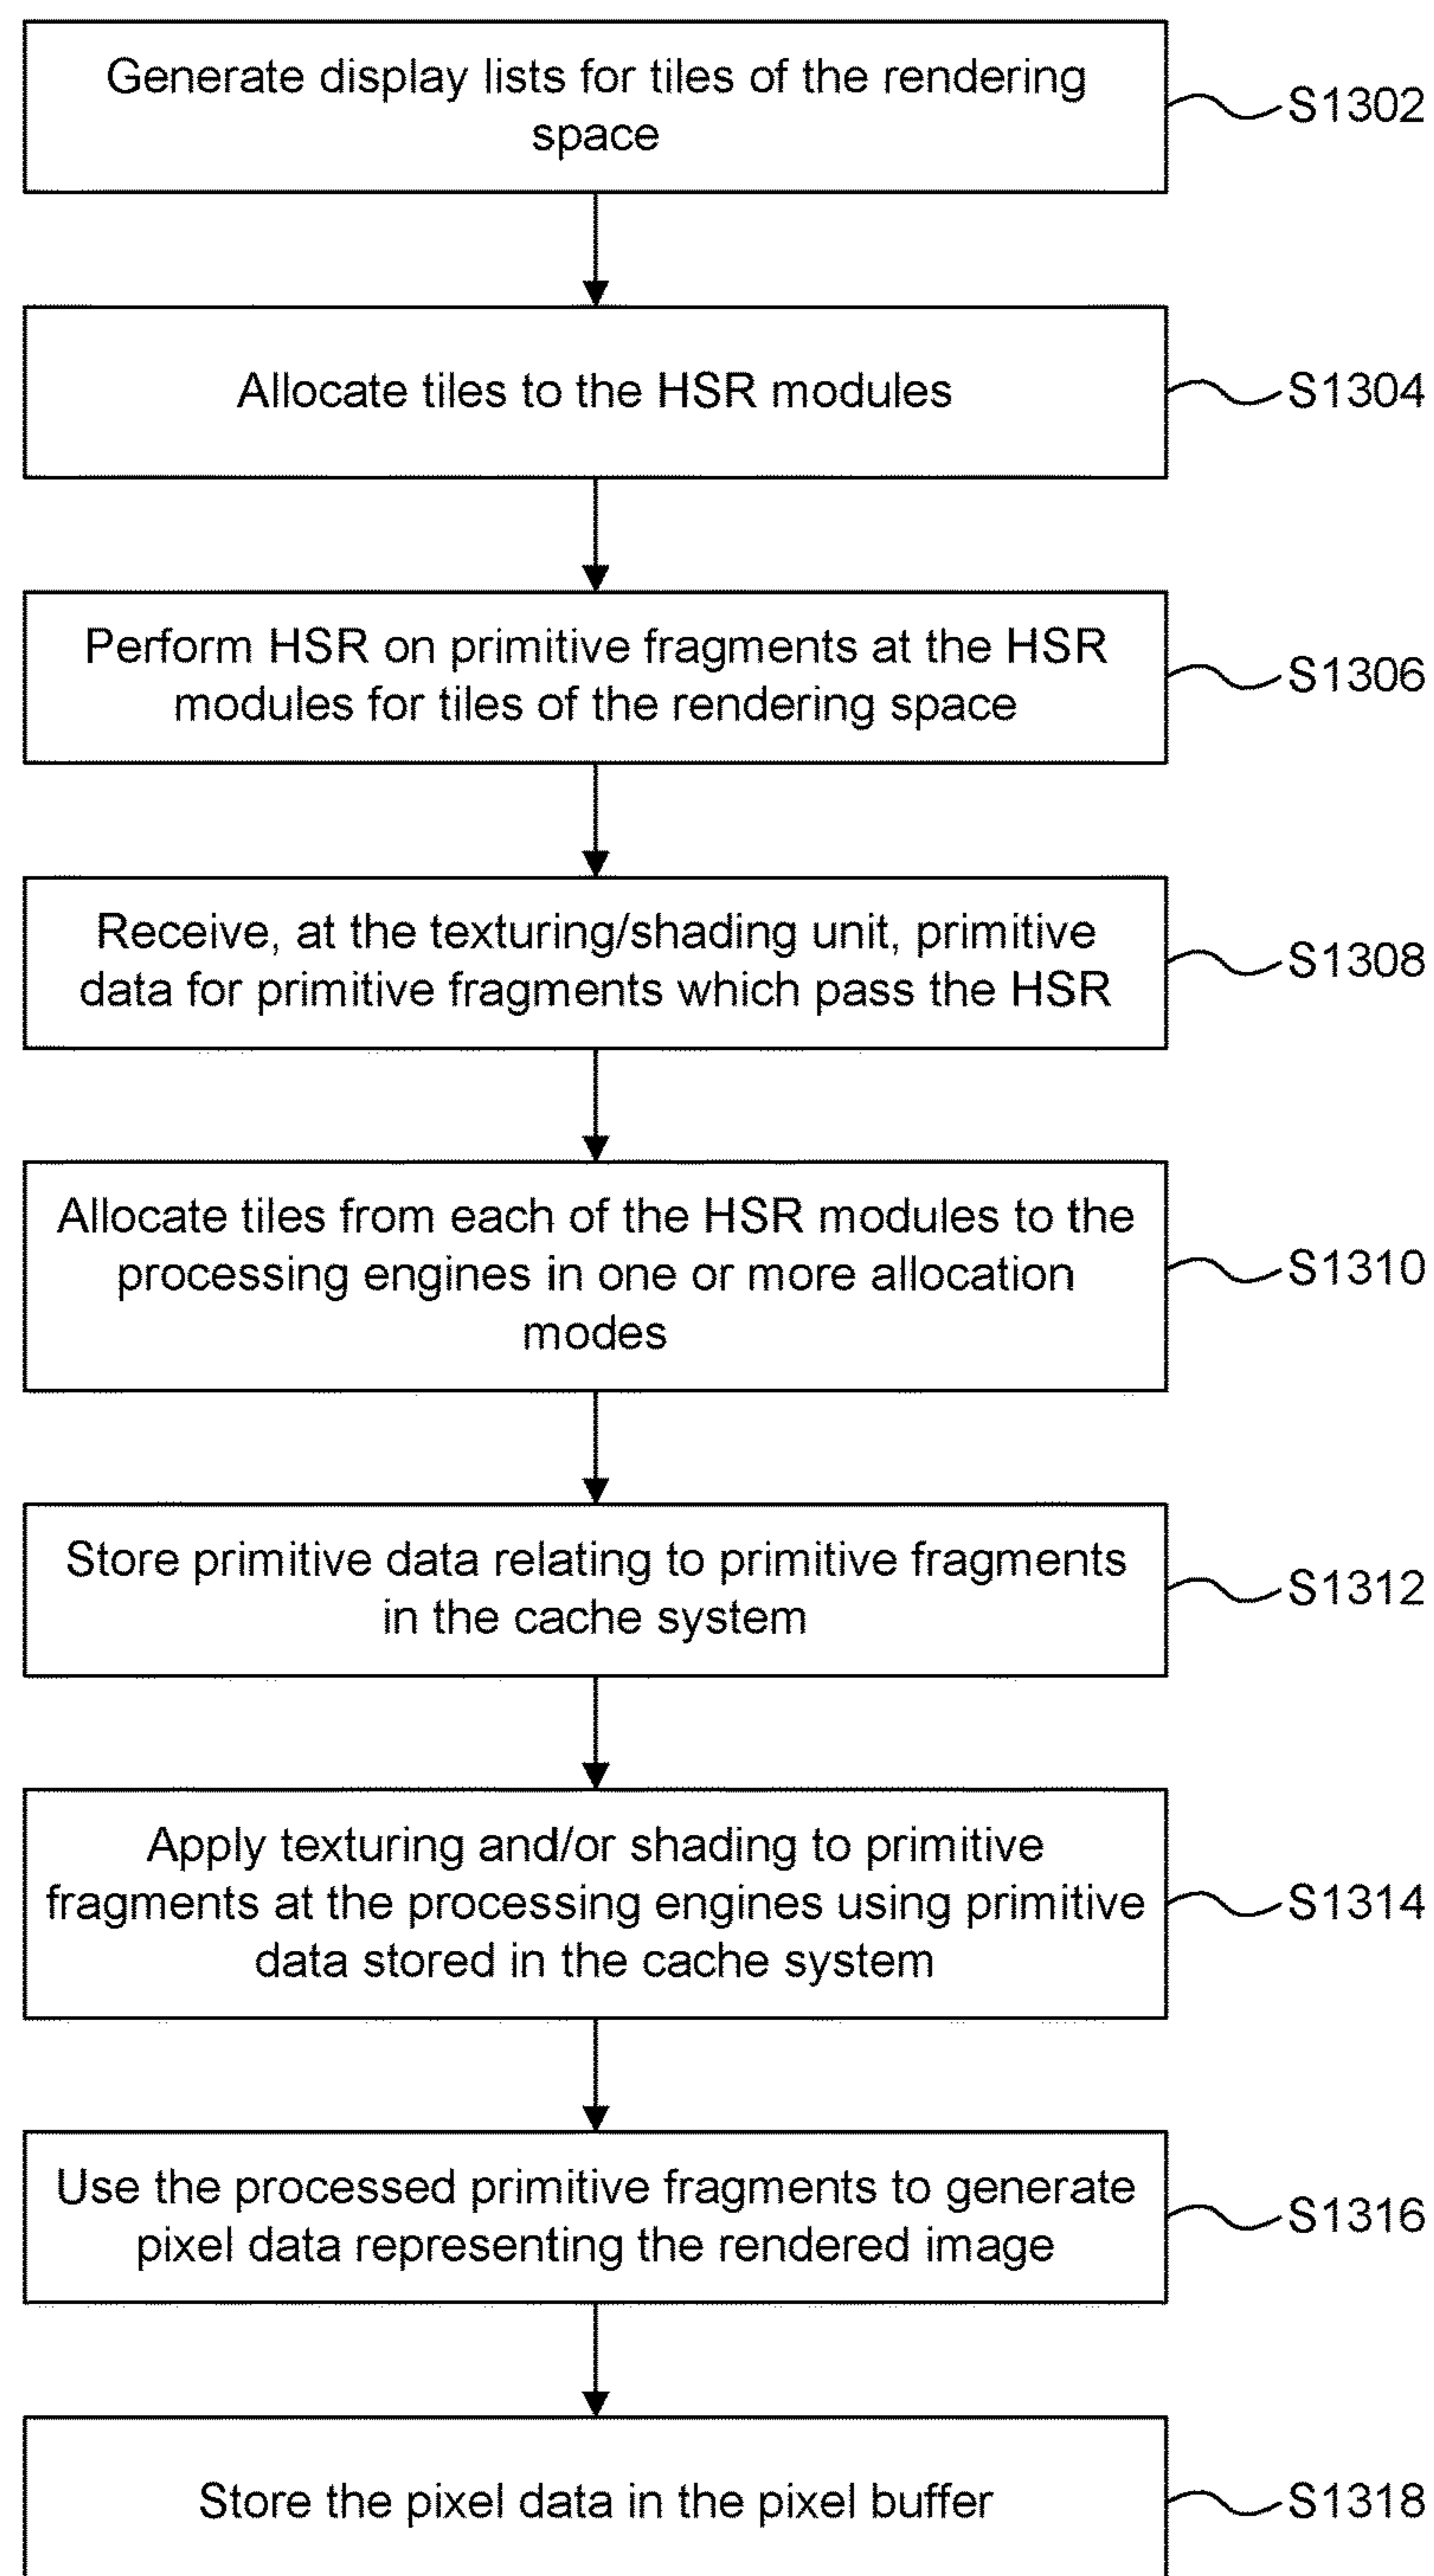 Generate display lists for tiles of the rendering
space
S1302
Allocate tiles to the HSR modules
S1304
Perform HSR on primitive fragments at the HSR
modules for tiles of the rendering space
S1306
Receive, at the texturing/shading unit, primitive
data for primitive fragments which pass the HSR
S1308
Allocate tiles from each of the HSR modules to the
processing engines in one or more allocation
modes
S1310
Store primitive data relating to primitive fragments
in the cache system
S1312
Apply texturing and/or shading to primitive
fragments at the processing engines using primitive
data stored in the cache system
S1314
Use the processed primitive fragments to generate
pixel data representing the rendered image
S1316
Store the pixel data in the pixel buffer
S1318